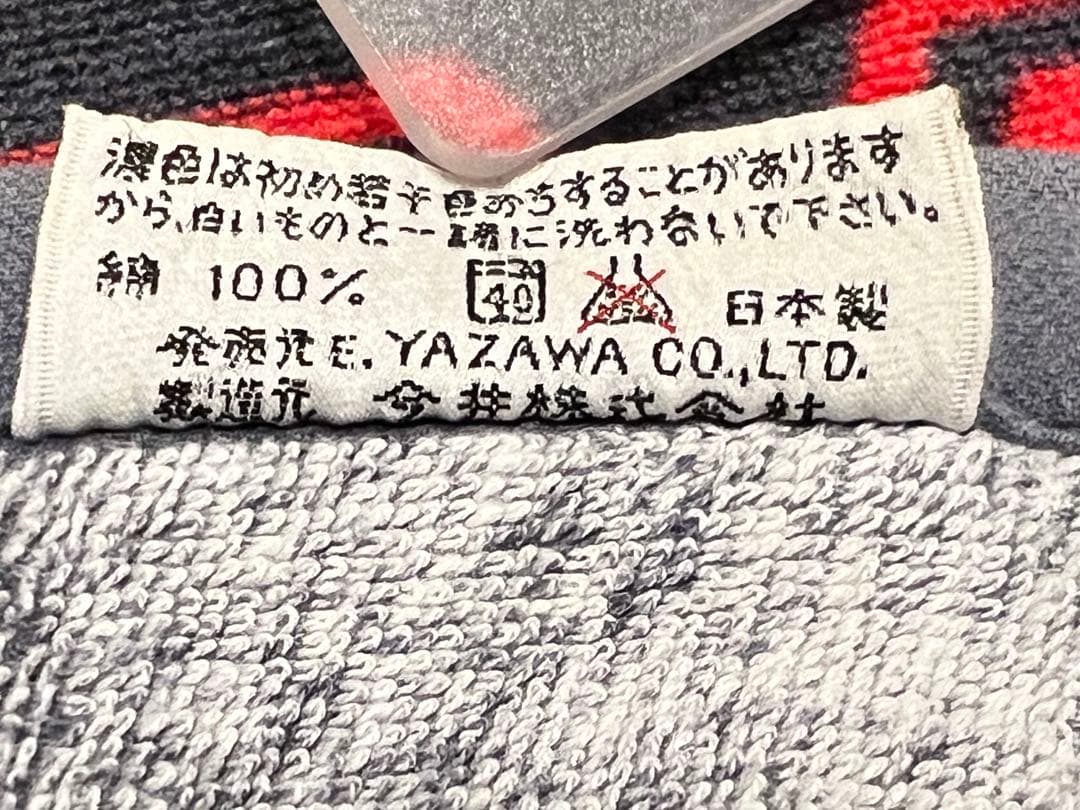 濃色は初め若干色おちすることがあります
から、白いものと一緒に洗わないで下さい。
綿 100% 40 日本製
発売元 E. YAZAWA CO., LTD.
製造元 今井株式会社